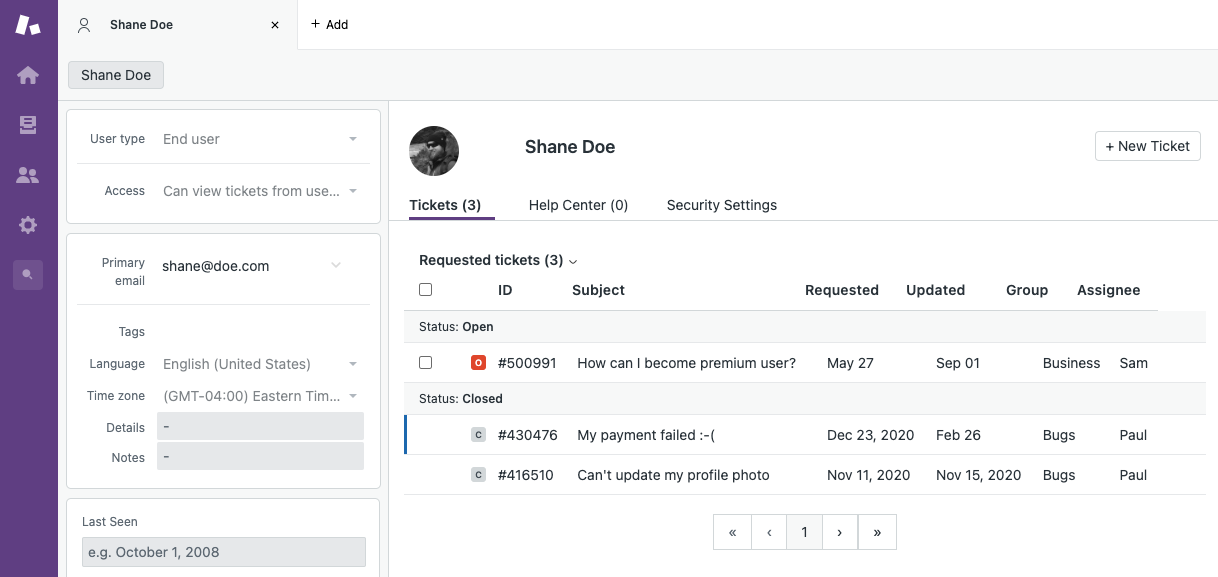 Shane Doe × + Add
Shane Doe
User type End user
Access Can view tickets from use...
Primary email shane@doe.com
Tags
Language English (United States)
Time zone (GMT-04:00) Eastern Tim...
Details -
Notes -
Last Seen
e.g. October 1, 2008
Shane Doe
+ New Ticket
Tickets (3) Help Center (0) Security Settings
Requested tickets (3)
ID Subject Requested Updated Group Assignee
Status: Open
O #500991 How can I become premium user? May 27 Sep 01 Business Sam
Status: Closed
C #430476 My payment failed :-( Dec 23, 2020 Feb 26 Bugs Paul
C #416510 Can't update my profile photo Nov 11, 2020 Nov 15, 2020 Bugs Paul
« ‹ 1 › »